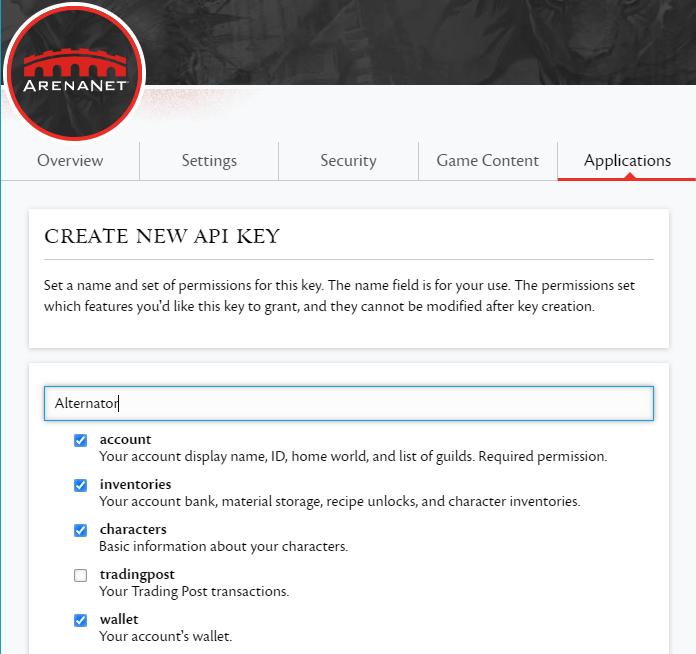 ARENANET
Overview
Settings
Security
Game Content
Applications
CREATE NEW API KEY
Set a name and set of permissions for this key. The name field is for your use. The permissions set
which features you'd like this key to grant, and they cannot be modified after key creation.
Alternator
account
Your account display name, ID, home world, and list of guilds. Required permission.
inventories
Your account bank, material storage, recipe unlocks, and character inventories.
characters
Basic information about your characters.
tradingpost
Your Trading Post transactions.
wallet
Your account's wallet.